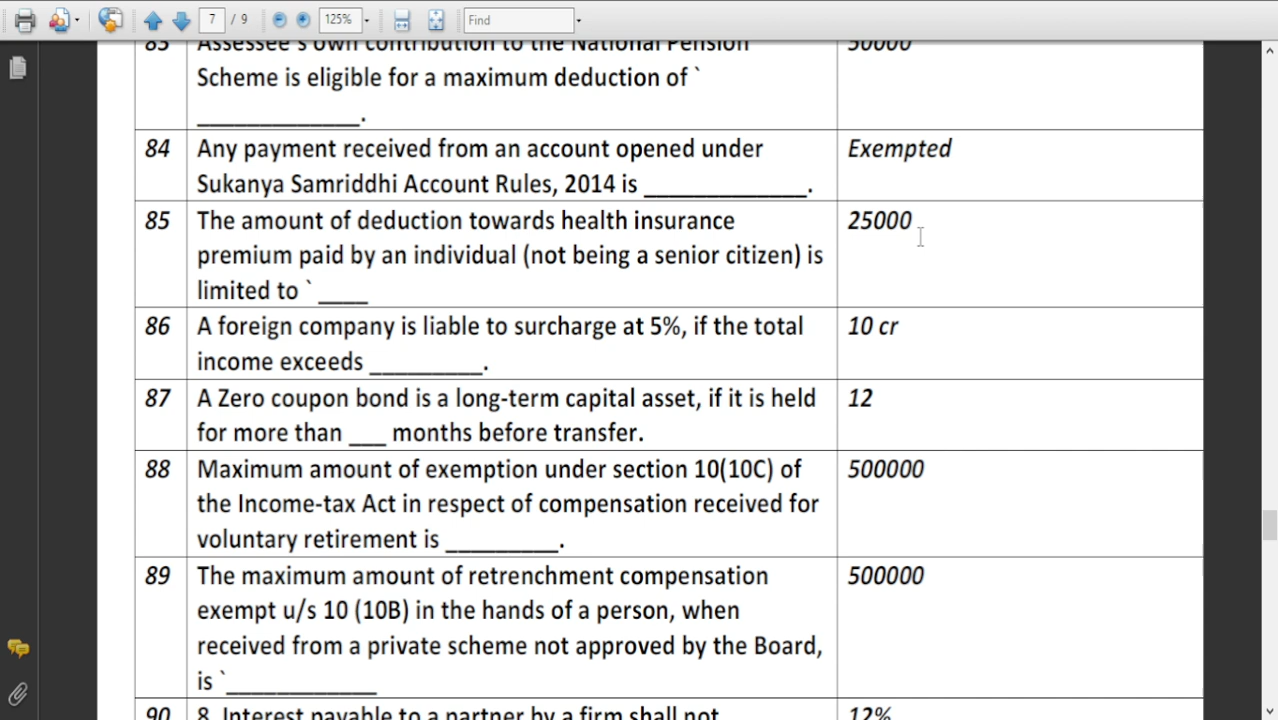 7 / 9
125%
Find
83 Assessee's own contribution to the National Pension 50000
Scheme is eligible for a maximum deduction of `
_____________.
84 Any payment received from an account opened under Exempted
Sukanya Samriddhi Account Rules, 2014 is _____________.
85 The amount of deduction towards health insurance 25000
premium paid by an individual (not being a senior citizen) is
limited to ` ____
86 A foreign company is liable to surcharge at 5%, if the total 10 cr
income exceeds _________.
87 A Zero coupon bond is a long-term capital asset, if it is held 12
for more than ___ months before transfer.
88 Maximum amount of exemption under section 10(10C) of 500000
the Income-tax Act in respect of compensation received for
voluntary retirement is _________.
89 The maximum amount of retrenchment compensation 500000
exempt u/s 10 (10B) in the hands of a person, when
received from a private scheme not approved by the Board,
is `____________
90 8. Interest payable to a partner by a firm shall not 12%